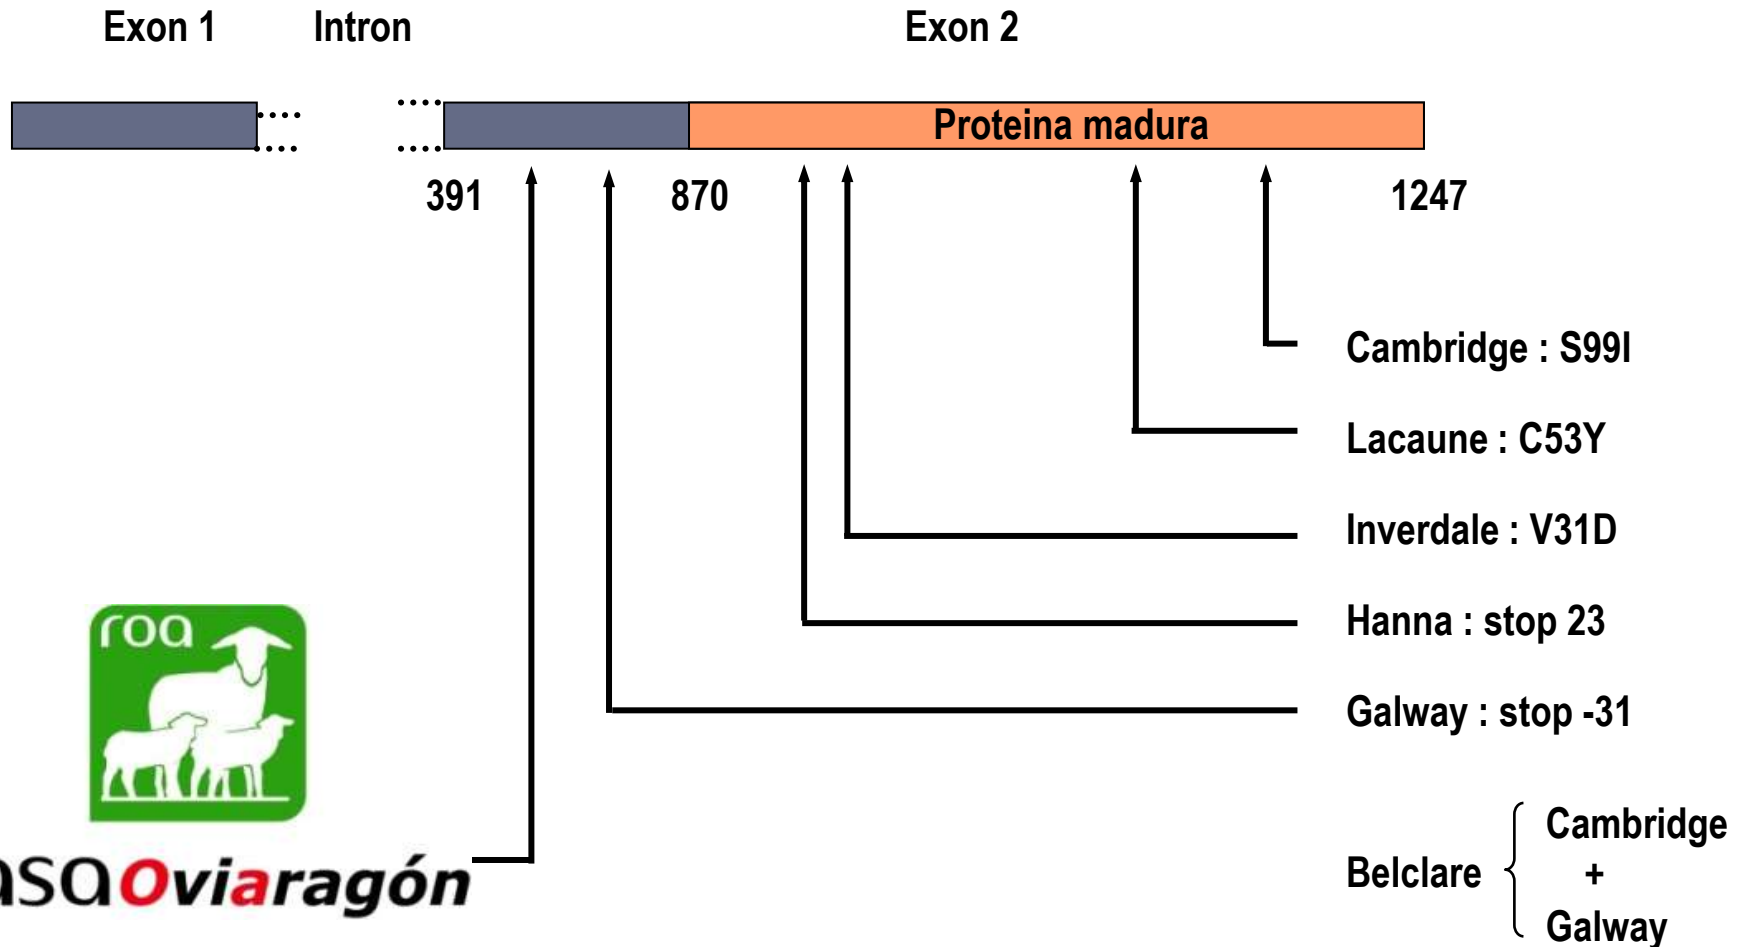 Exon 1 Intron Exon 2
Proteina madura
391 870 1247
Cambridge : S99I
Lacaune : C53Y
Inverdale : V31D
Hanna : stop 23
Galway : stop -31
roa
asa Oviaragón
Belclare
Cambridge
+
Galway